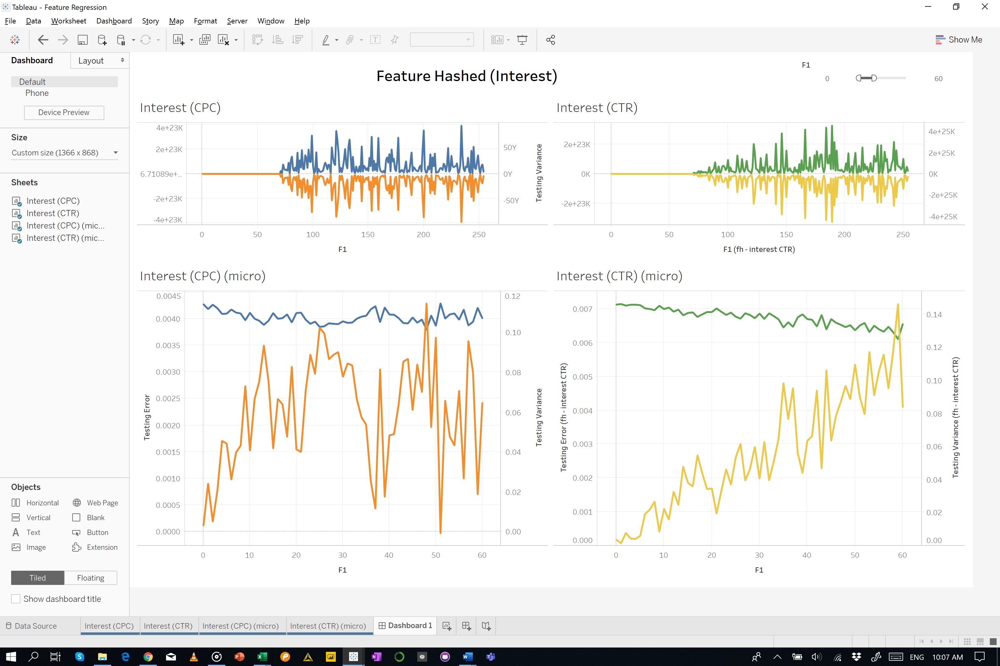 Tableau - Feature Regression
File Data Worksheet Dashboard Story Map Format Server Window Help
Show Me
Dashboard
Layout
Default
Phone
Device Preview
Size
Custom size (1366 x 868)
Sheets
Interest (CPC)
Interest (CTR)
Interest (CPC) (mic...
Interest (CTR) (mic...
Objects
Horizontal Web Page
Vertical Blank
Text Button
Image Extension
Tiled Floating
Show dashboard title
Feature Hashed (Interest)
F1
0 60
Interest (CPC)
4e+23K
2e+23K
6.71089e+..
-2e+23K
-4e+23K
50Y
0Y
-50Y
Testing Variance
0 50 100 150 200 250
F1
Interest (CTR)
2e+23K
0K
-2e+23K
4e+25K
2e+25K
0K
-2e+25K
-4e+25K
0 50 100 150 200 250
F1 (fh - interest CTR)
Interest (CPC) (micro)
Testing Error
0.0045
0.0040
0.0035
0.0030
0.0025
0.0020
0.0015
0.0010
0.0005
0.0000
0.12
0.10
0.08
0.06
0.04
0.02
0.00
Testing Variance
0 10 20 30 40 50 60
F1
Interest (CTR) (micro)
Testing Error (fh - interest CTR)
0.007
0.006
0.005
0.004
0.003
0.002
0.001
0.000
0.14
0.12
0.10
0.08
0.06
0.04
0.02
0.00
Testing Variance (fh - interest CTR)
0 10 20 30 40 50 60
F1
Data Source Interest (CPC) Interest (CTR) Interest (CPC) (micro) Interest (CTR) (micro) Dashboard 1
ENG 10:07 AM